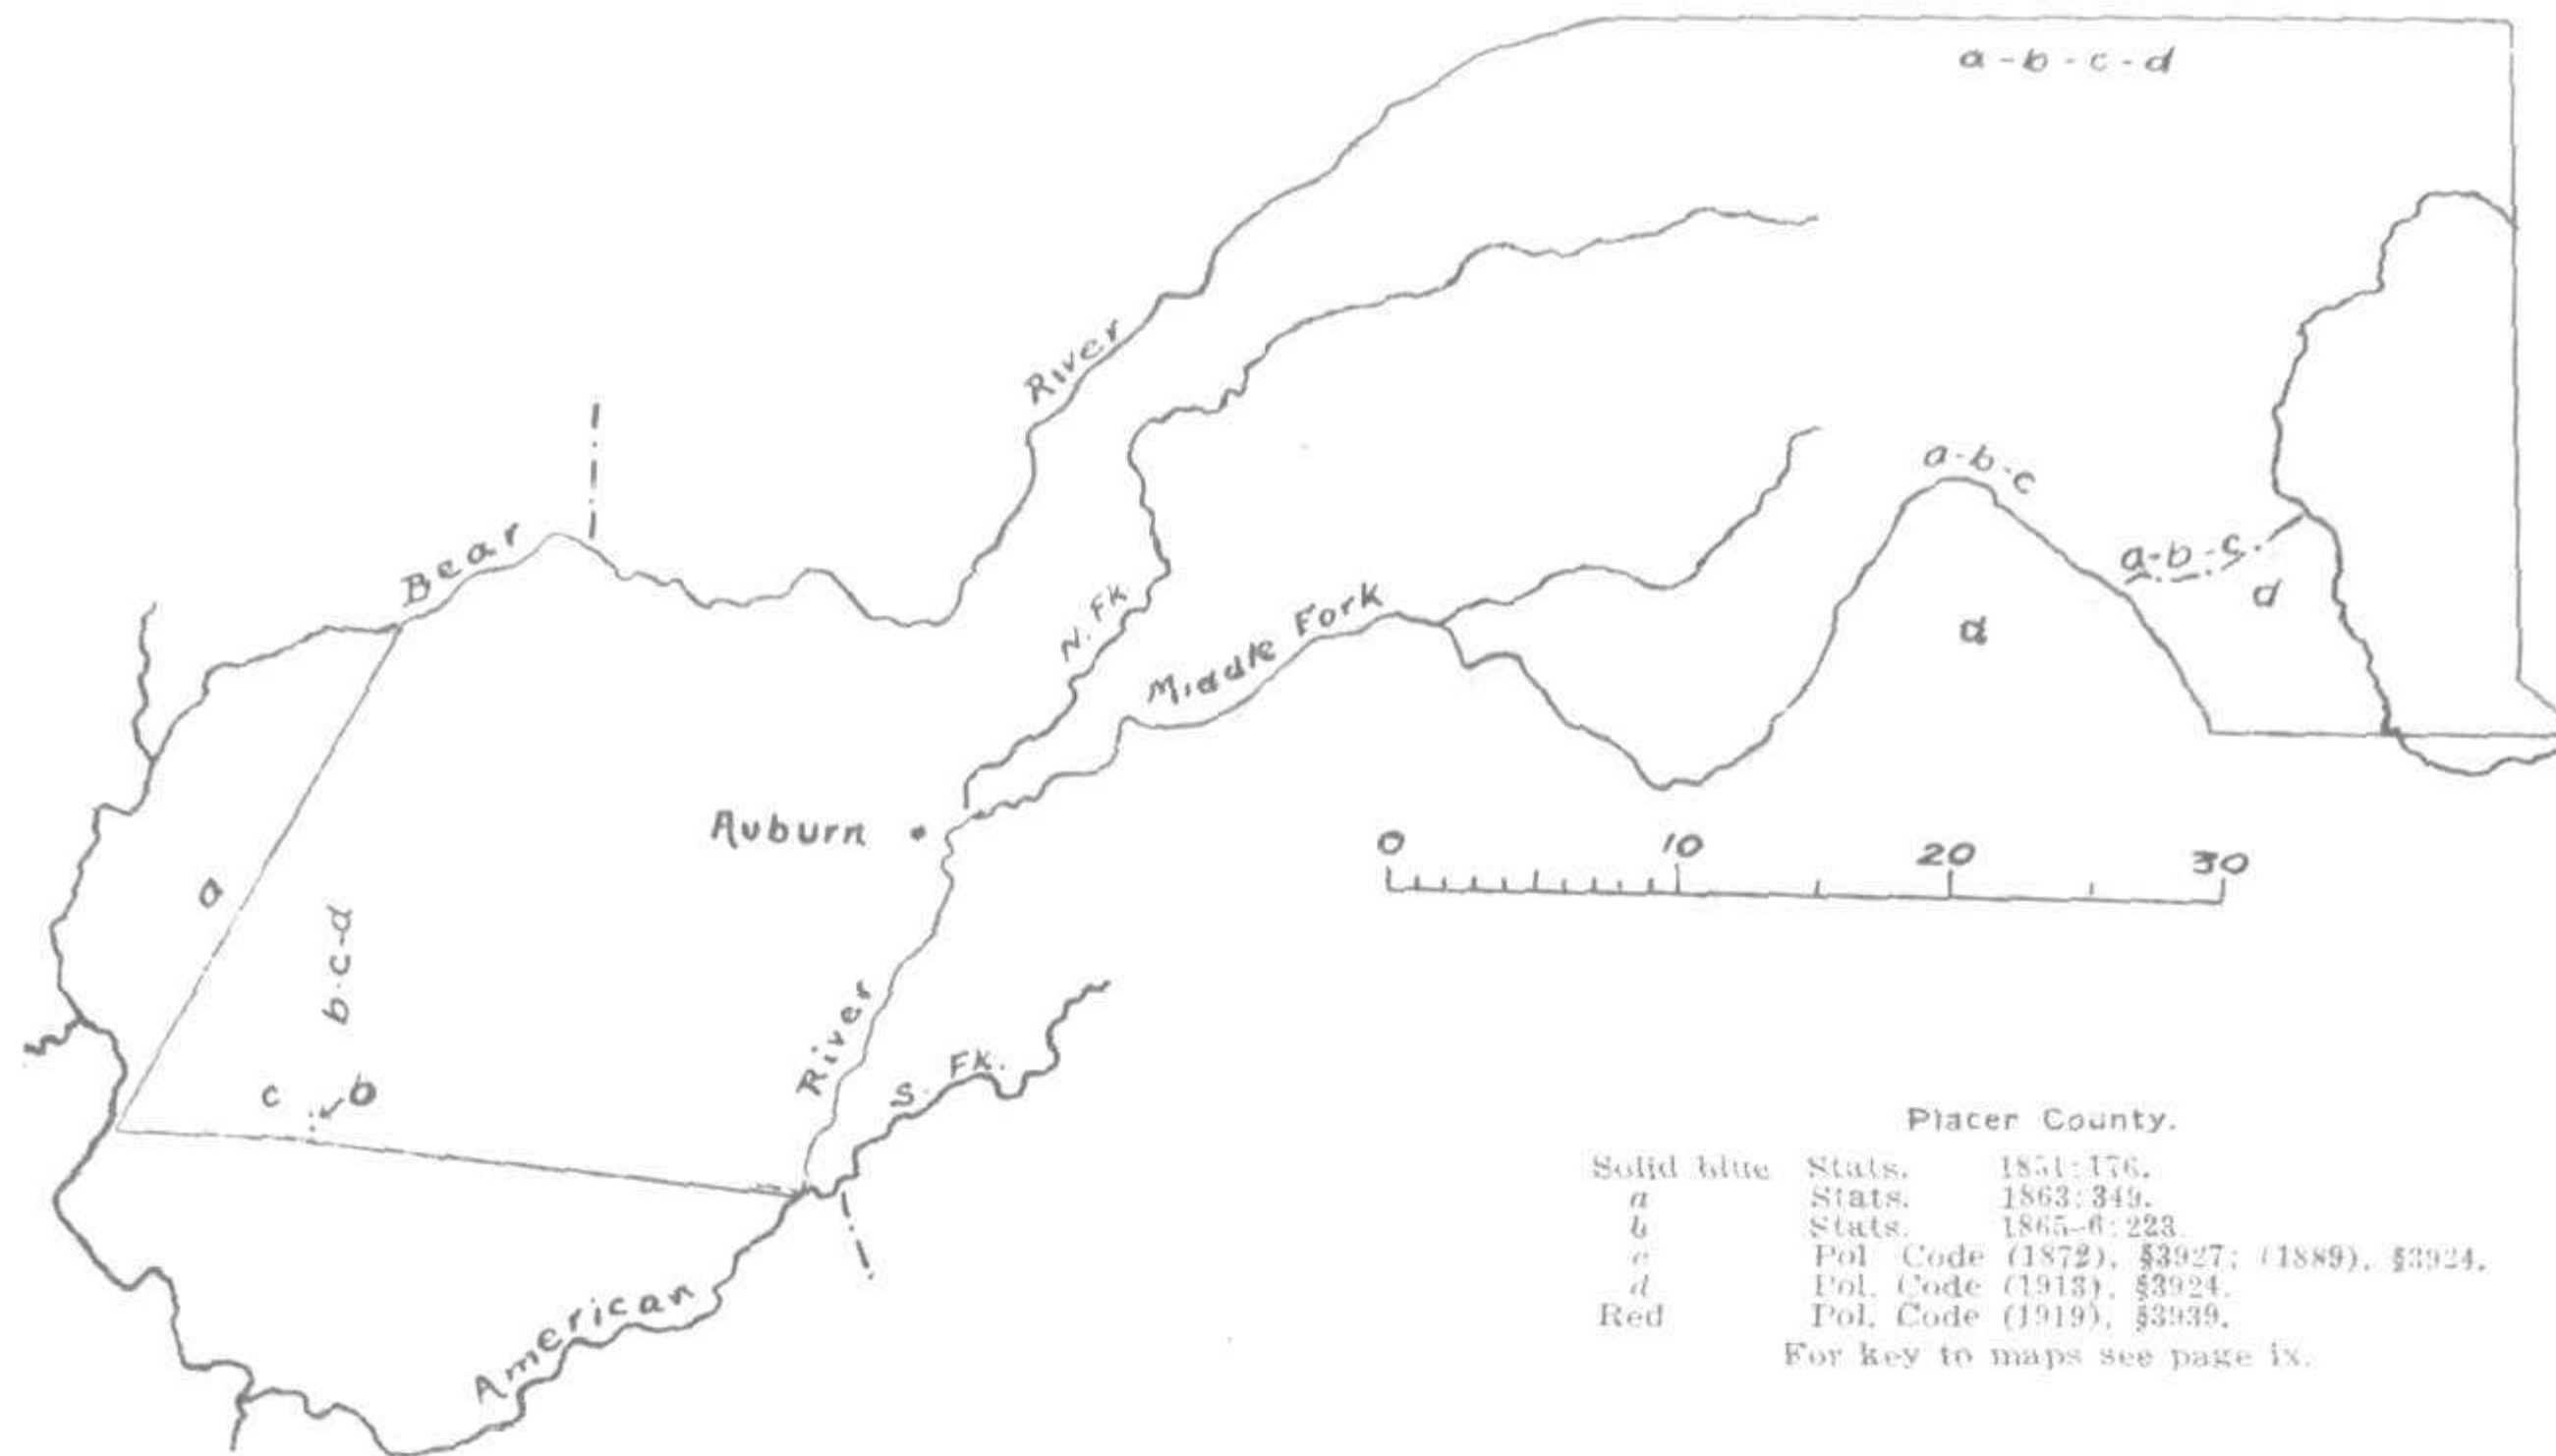 a-b-c-d
River
a-b-c
Bear
a-b-c.
d
N. FK
Middle Fork
d
Auburn
0 10 20 30
a
b-c-d
River
S. FK.
c b
American
Placer County.
Solid blue Stats. 1851:176.
a Stats. 1863:349.
b Stats. 1865-6:223.
c Pol Code (1872), §3927; (1889), §3924.
d Pol. Code (1913), §3924.
Red Pol. Code (1919), §3939.
For key to maps see page ix.